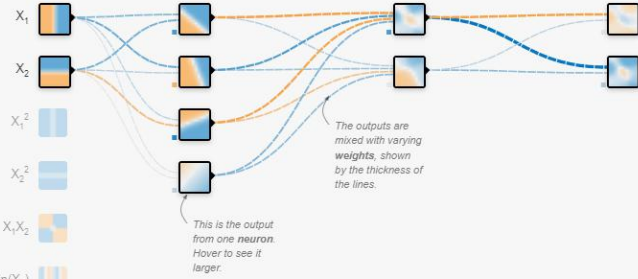 X₁
X₂
X₁²
X₂²
X₁X₂
The outputs are
mixed with varying
weights, shown
by the thickness of
the lines.
This is the output
from one neuron.
Hover to see it
larger.